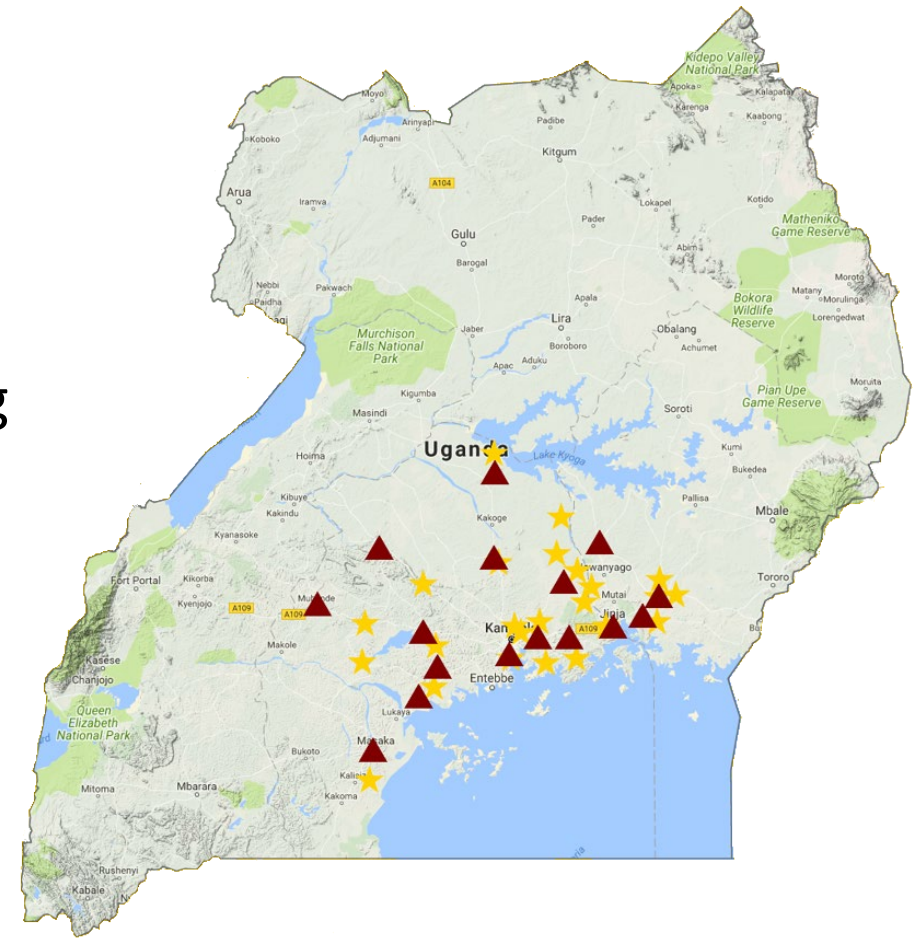 Kidepo Valley
National Park
Apoka
Kalapata
Moyo
Karenga
Arinyapi
Padibe
Kaabong
Koboko
Adjumani
Kitgum
A104
Arua
Iramva
Lokapel
Kotido
Pader
Matheniko
Game Reserve
Gulu
Abim
Barogal
Moroto
Nebbi
Pakwach
Matany
Morulinga
Paidha
Apala
Bokora
Wildlife
Reserve
Lorengedwat
Lira
Jaber
Obalang
Murchison
Falls National
Park
Boroboro
Achumet
Aduku
Apac
Moruita
Kigumba
Pian Upe
Game Reserve
g
Masindi
Soroti
Uganda
Kumi
Hoima
Lake Kyoga
Bukedea
Kibuye
Pallisa
Kakindu
Kakoge
Mbale
Kyanasoke
Fort Portal
Kikorba
Tororo
Kyenjojo
A109
A109
Mutai
Jinja
A109
Makole
Kasese
Entebbe
Chanjojo
Queen
Elizabeth
National Park
Lukaya
Masaka
Bukoto
Mitoma
Mbarara
Kakoma
Rushenyi
Kabale